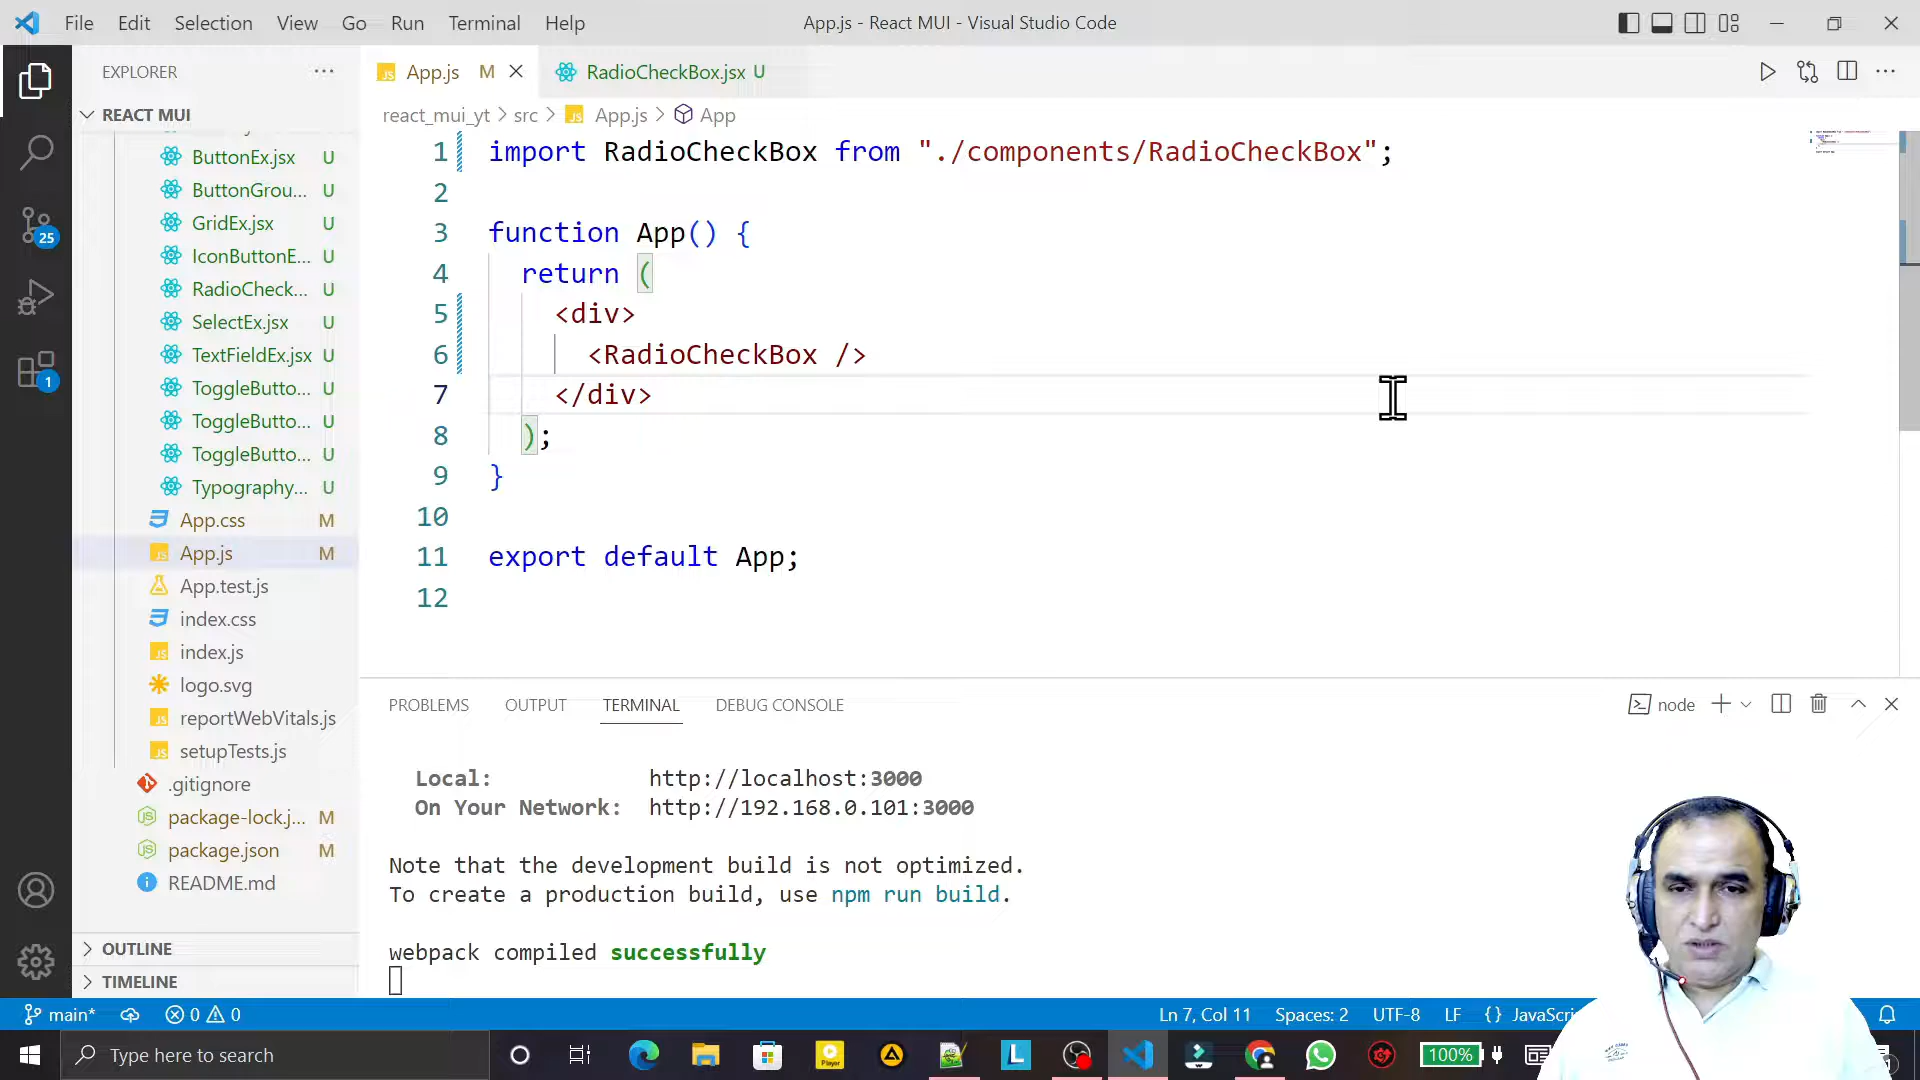 File Edit Selection View Go Run Terminal Help
App.js - React MUI - Visual Studio Code
EXPLORER
REACT MUI
ButtonEx.jsx U
ButtonGrou... U
GridEx.jsx U
IconButtonE... U
RadioCheck... U
SelectEx.jsx U
TextFieldEx.jsx U
ToggleButto... U
ToggleButto... U
ToggleButto... U
Typography... U
App.css M
App.js M
App.test.js
index.css
index.js
logo.svg
reportWebVitals.js
setupTests.js
.gitignore
package-lock.j... M
package.json M
README.md
OUTLINE
TIMELINE
25
1
App.js M
RadioCheckBox.jsx U
react_mui_yt > src > App.js > App
1 import RadioCheckBox from "./components/RadioCheckBox";
2
3 function App() {
4 return (
5 <div>
6 <RadioCheckBox />
7 </div>
8 );
9 }
10
11 export default App;
12
PROBLEMS OUTPUT TERMINAL DEBUG CONSOLE
node
Local: http://localhost:3000
On Your Network: http://192.168.0.101:3000
Note that the development build is not optimized.
To create a production build, use npm run build.
webpack compiled successfully
main* 0 0
Ln 7, Col 11 Spaces: 2 UTF-8 LF {}
Type here to search
100%